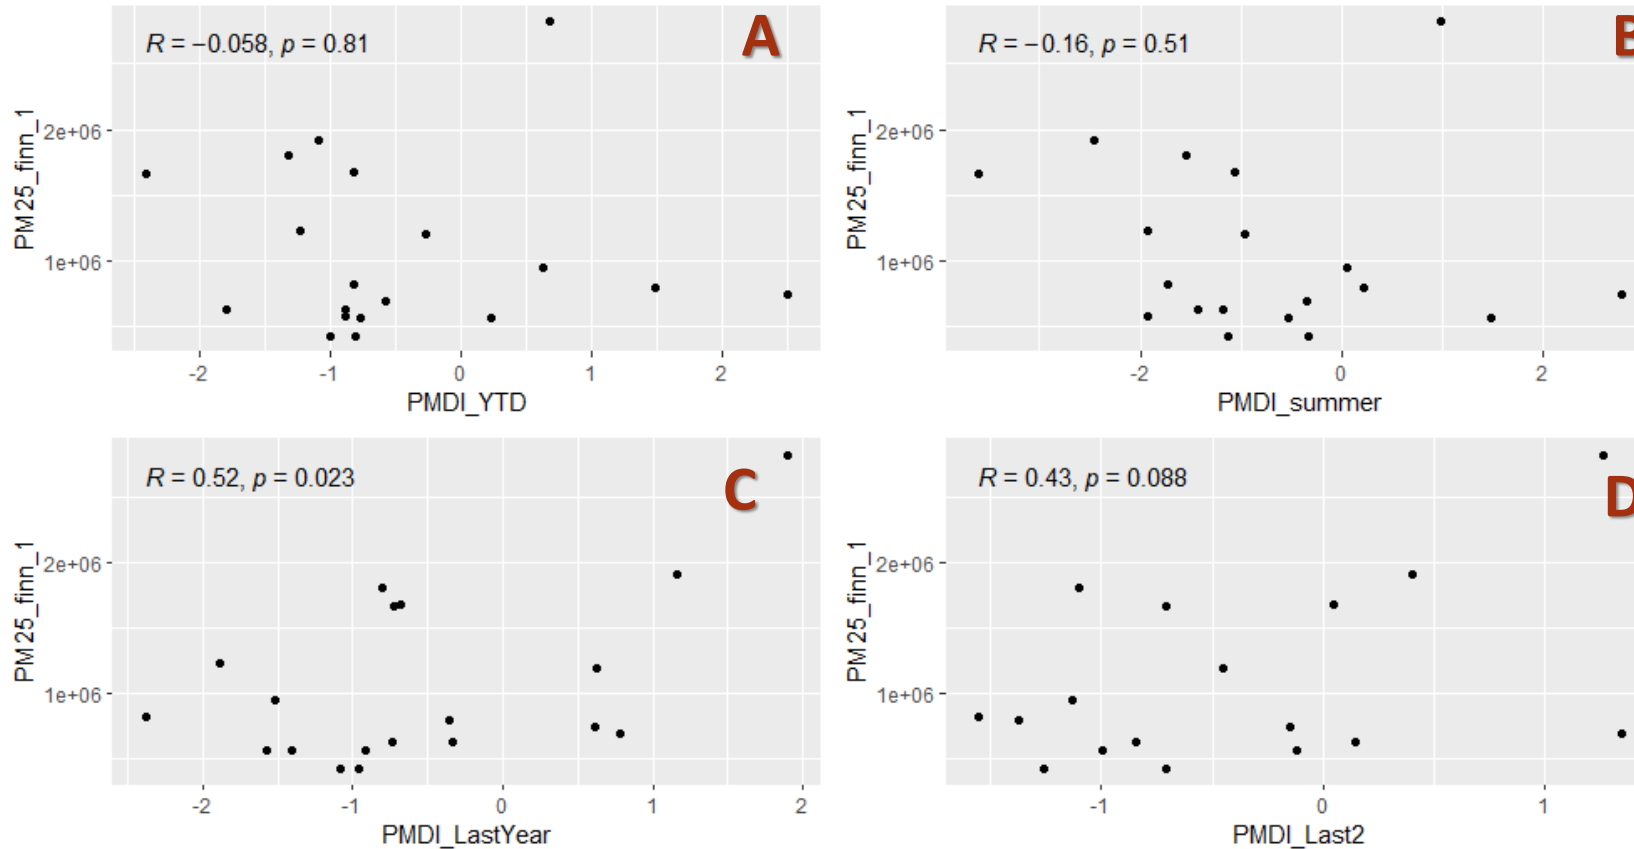 R = −0.058, p = 0.81
A
PM25_finn_1
2e+06
1e+06
-2 -1 0 1 2
PMDI_YTD
R = −0.16, p = 0.51
B
PM25_finn_1
2e+06
1e+06
-2 0 2
PMDI_summer
R = 0.52, p = 0.023
C
PM25_finn_1
2e+06
1e+06
-2 -1 0 1 2
PMDI_LastYear
R = 0.43, p = 0.088
D
PM25_finn_1
2e+06
1e+06
-1 0 1
PMDI_Last2